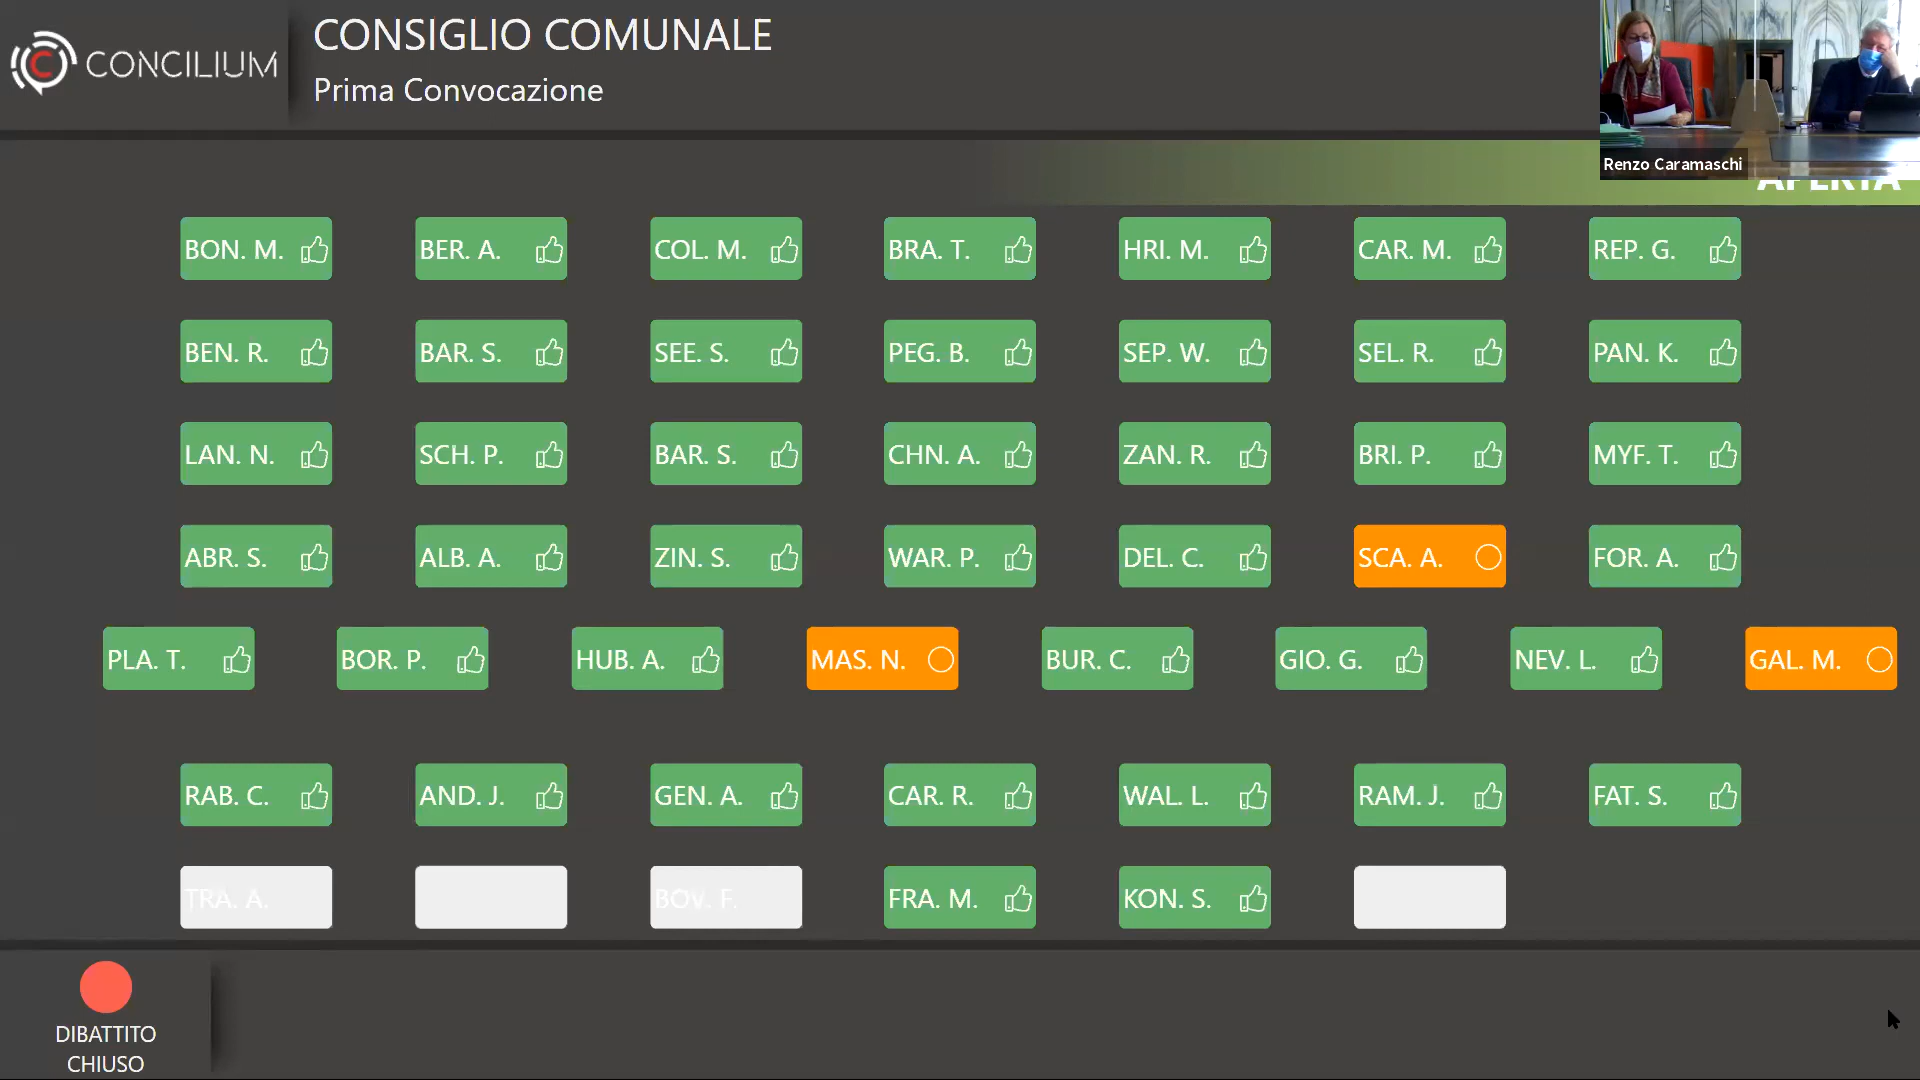 CONCILIUM
CONSIGLIO COMUNALE
Prima Convocazione
Renzo Caramaschi
APERTA
BON. M. BER. A. COL. M. BRA. T. HRI. M. CAR. M. REP. G.
BEN. R. BAR. S. SEE. S. PEG. B. SEP. W. SEL. R. PAN. K.
LAN. N. SCH. P. BAR. S. CHN. A. ZAN. R. BRI. P. MYF. T.
ABR. S. ALB. A. ZIN. S. WAR. P. DEL. C. SCA. A. FOR. A.
PLA. T. BOR. P. HUB. A. MAS. N. BUR. C. GIO. G. NEV. L. GAL. M.
RAB. C. AND. J. GEN. A. CAR. R. WAL. L. RAM. J. FAT. S.
TRA. A. BOV. F. FRA. M. KON. S.
DIBATTITO
CHIUSO